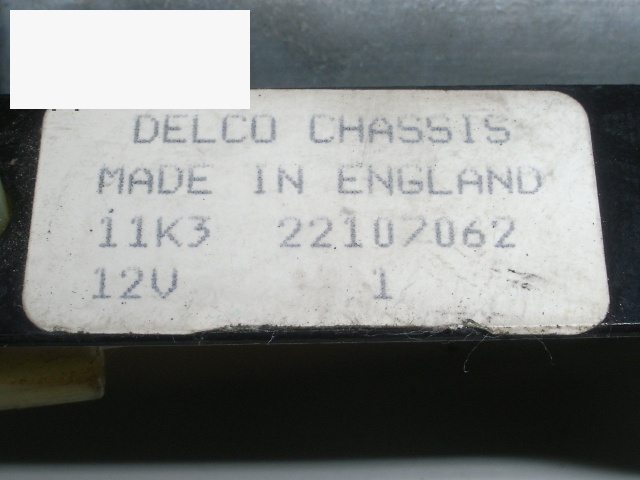 DELCO CHASSIS
MADE IN ENGLAND
11K3 22107062
12V 1